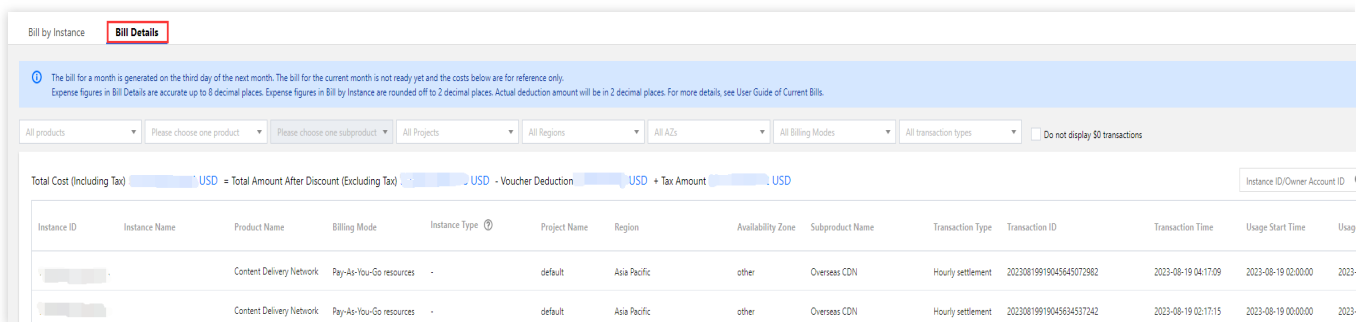 Bill by Instance Bill Details
The bill for a month is generated on the third day of the next month. The bill for the current month is not ready yet and the costs below are for reference only.
Expense figures in Bill Details are accurate up to 8 decimal places. Expense figures in Bill by Instance are rounded off to 2 decimal places. Actual deduction amount will be in 2 decimal places. For more details, see User Guide of Current Bills.
All products Please choose one product Please choose one subproduct All Projects All Regions All AZs All Billing Modes All transaction types Do not display $0 transactions
Total Cost (Including Tax) USD = Total Amount After Discount (Excluding Tax) USD - Voucher Deduction USD + Tax Amount USD Instance ID/Owner Account ID
Instance ID Instance Name Product Name Billing Mode Instance Type Project Name Region Availability Zone Subproduct Name Transaction Type Transaction ID Transaction Time Usage Start Time Usag
- Content Delivery Network Pay-As-You-Go resources - default Asia Pacific other Overseas CDN Hourly settlement 20230819919045645072982 2023-08-19 04:17:09 2023-08-19 02:00:00 2023-
Content Delivery Network Pay-As-You-Go resources - default Asia Pacific other Overseas CDN Hourly settlement 20230819919045634537242 2023-08-19 02:17:15 2023-08-19 00:00:00 2023-